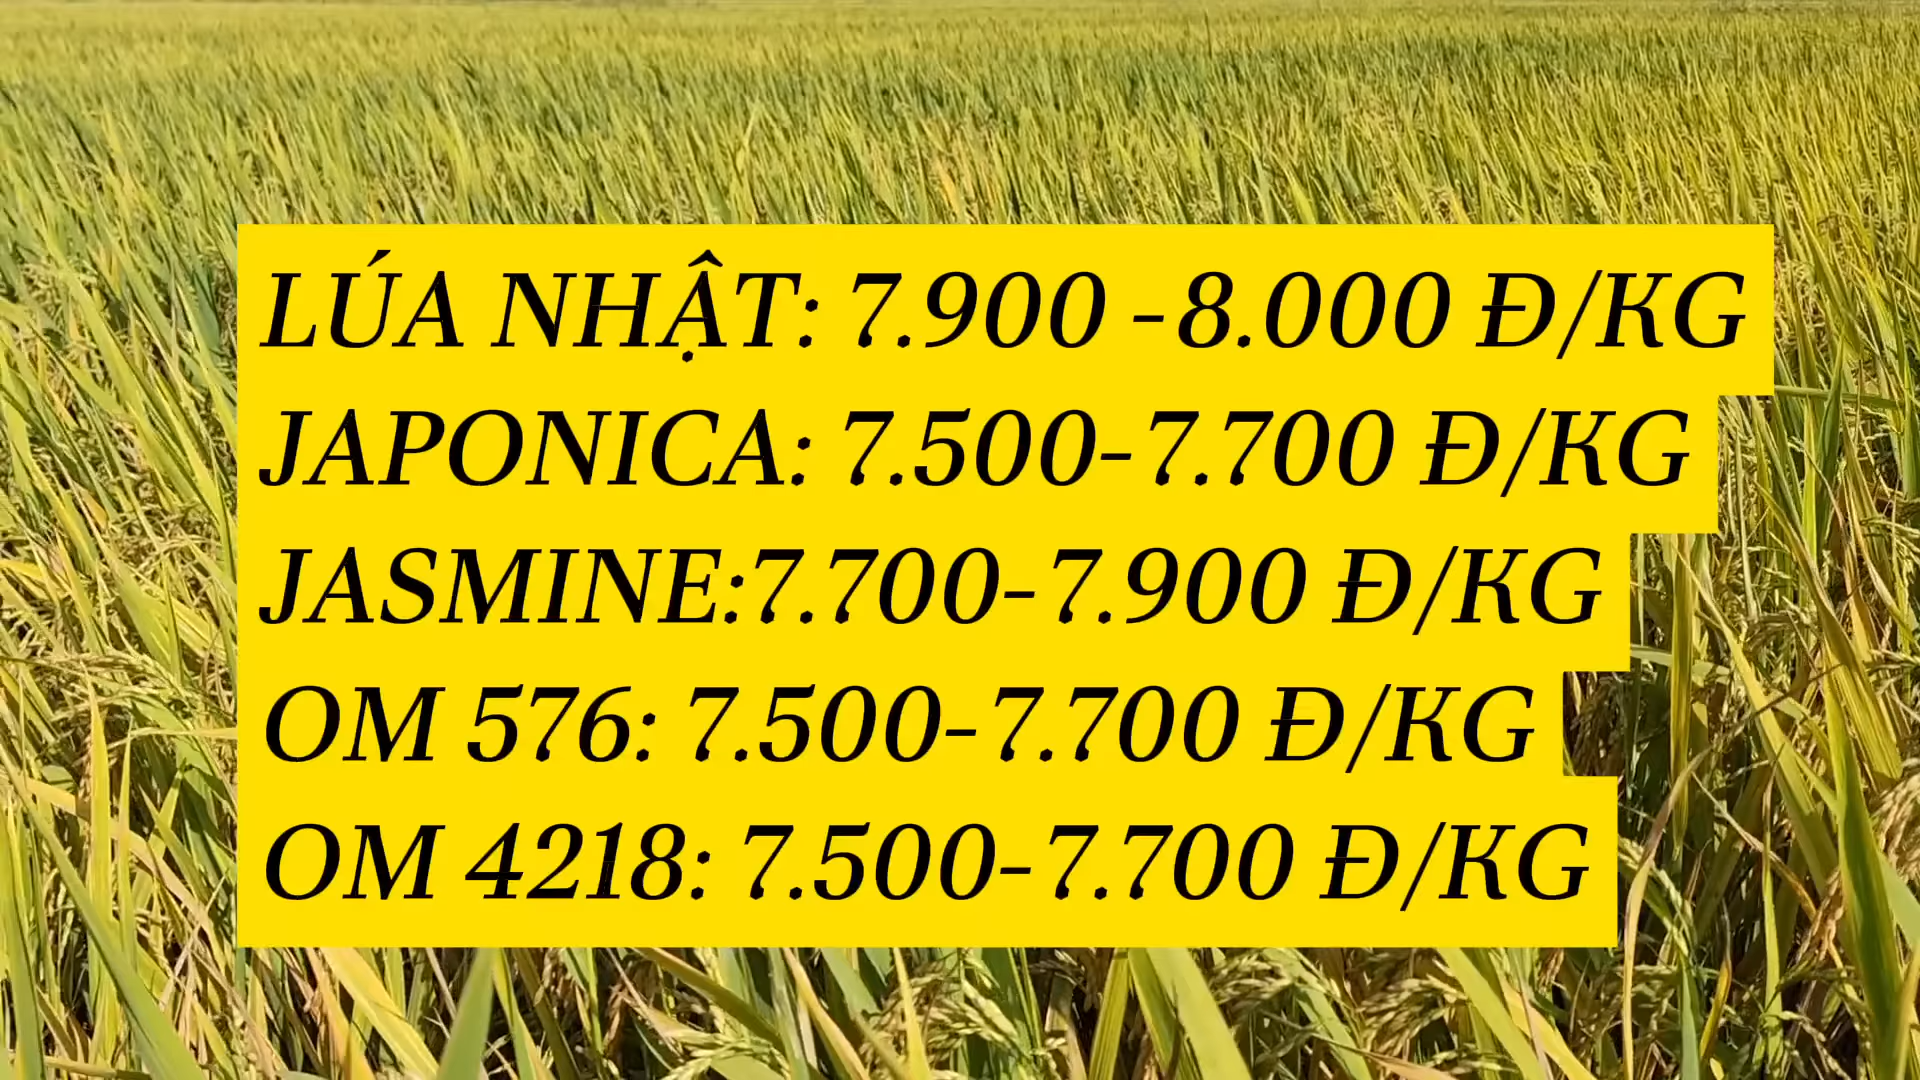 LÚA NHẬT: 7.900 -8.000 Đ/KG
JAPONICA: 7.500-7.700 Đ/KG
JASMINE:7.700-7.900 Đ/KG
OM 576: 7.500-7.700 Đ/KG
OM 4218: 7.500-7.700 Đ/KG